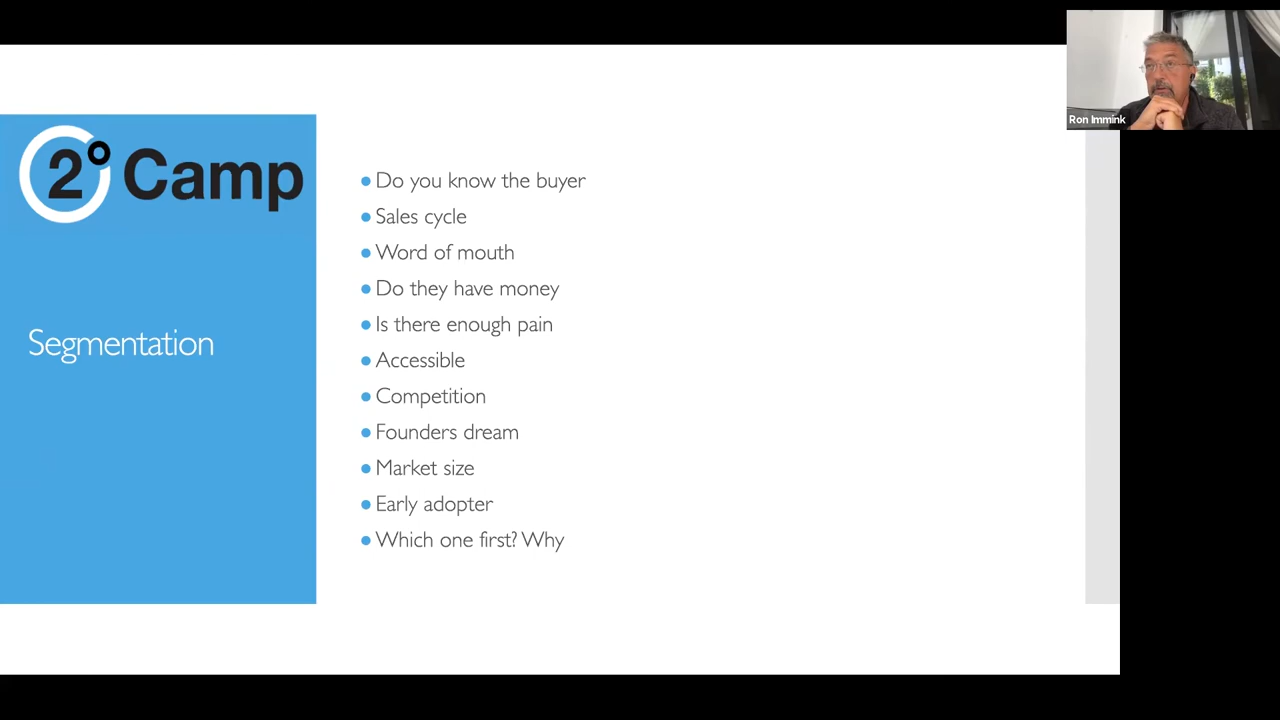 2° Camp
Segmentation
Do you know the buyer
Sales cycle
Word of mouth
Do they have money
Is there enough pain
Accessible
Competition
Founders dream
Market size
Early adopter
Which one first? Why
Ron Immink